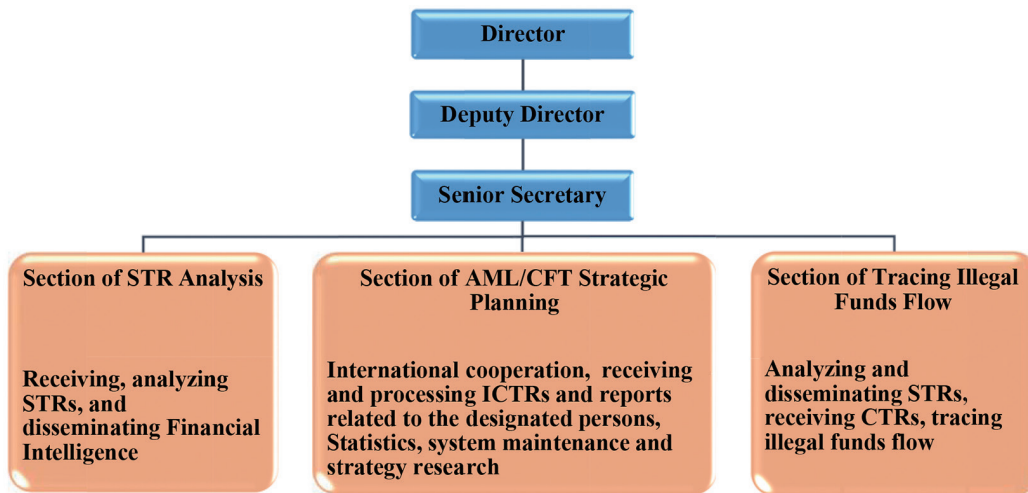 Director
Deputy Director
Senior Secretary
Section of STR Analysis
Receiving, analyzing
STRs, and
disseminating Financial
Intelligence
Section of AML/CFT Strategic
Planning
International cooperation, receiving
and processing ICTRs and reports
related to the designated persons,
Statistics, system maintenance and
strategy research
Section of Tracing Illegal
Funds Flow
Analyzing and
disseminating STRs,
receiving CTRs, tracing
illegal funds flow